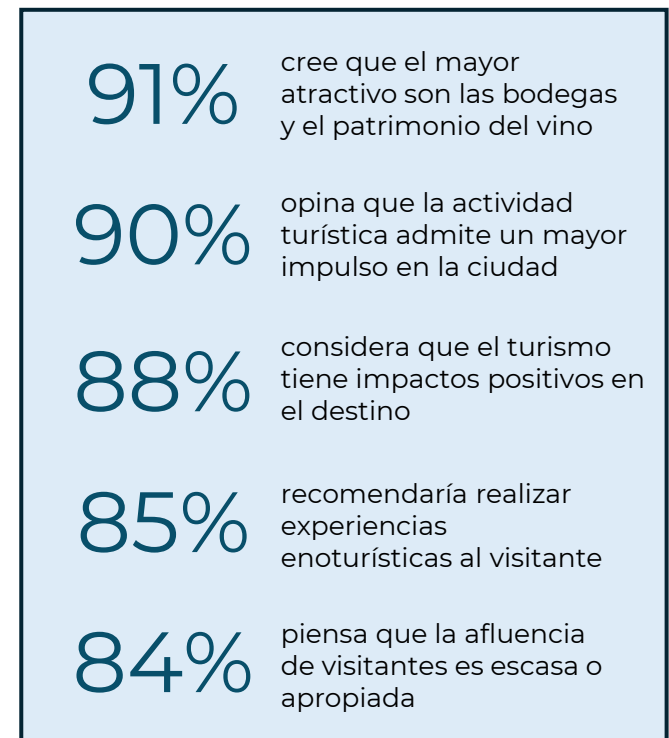 91%
cree que el mayor
atractivo son las bodegas
y el patrimonio del vino
90%
opina que la actividad
turística admite un mayor
impulso en la ciudad
88%
considera que el turismo
tiene impactos positivos en
el destino
85%
recomendaría realizar
experiencias
enoturísticas al visitante
84%
piensa que la afluencia
de visitantes es escasa o
apropiada